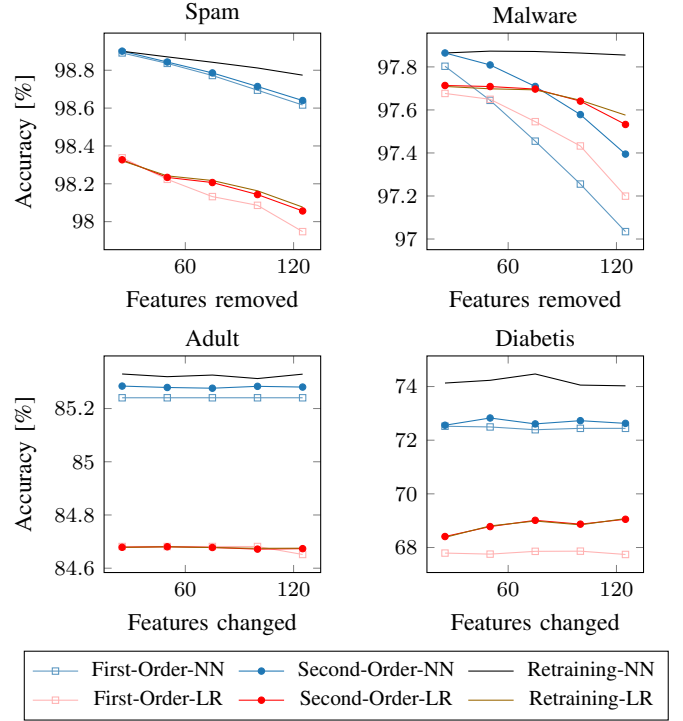 Spam
Malware
Accuracy [%]
98.8
98.6
98.4
98.2
98
97.8
97.6
97.4
97.2
97
60
120
60
120
Features removed
Features removed
Adult
Diabetis
Accuracy [%]
85.2
85
84.8
84.6
74
72
70
68
60
120
60
120
Features changed
Features changed
First-Order-NN Second-Order-NN Retraining-NN
First-Order-LR Second-Order-LR Retraining-LR